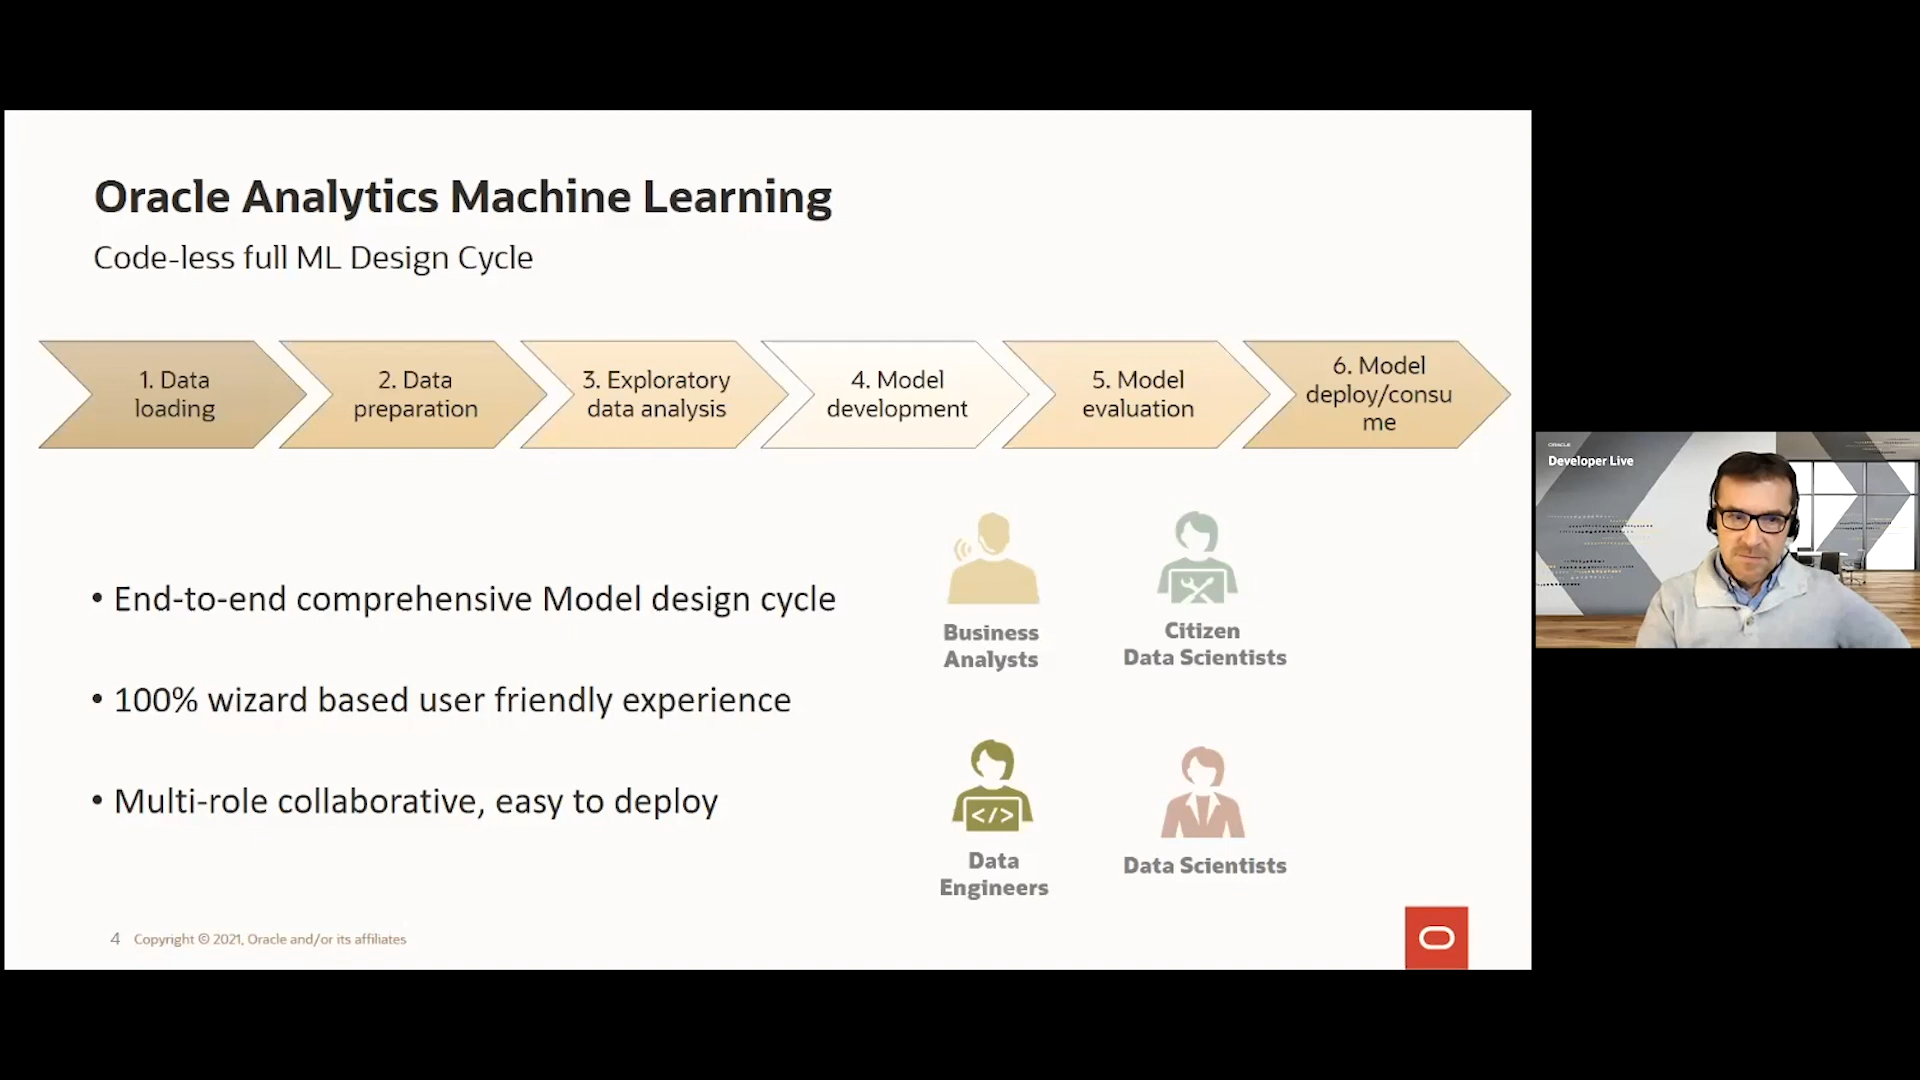 Oracle Analytics Machine Learning
Code-less full ML Design Cycle
1. Data
loading
2. Data
preparation
3. Exploratory
data analysis
4. Model
development
5. Model
evaluation
6. Model
deploy/consu
me
• End-to-end comprehensive Model design cycle
• 100% wizard based user friendly experience
• Multi-role collaborative, easy to deploy
Business
Analysts
Citizen
Data Scientists
</>
Data
Engineers
Data Scientists
4 Copyright © 2021, Oracle and/or its affiliates
ORACLE
Developer Live